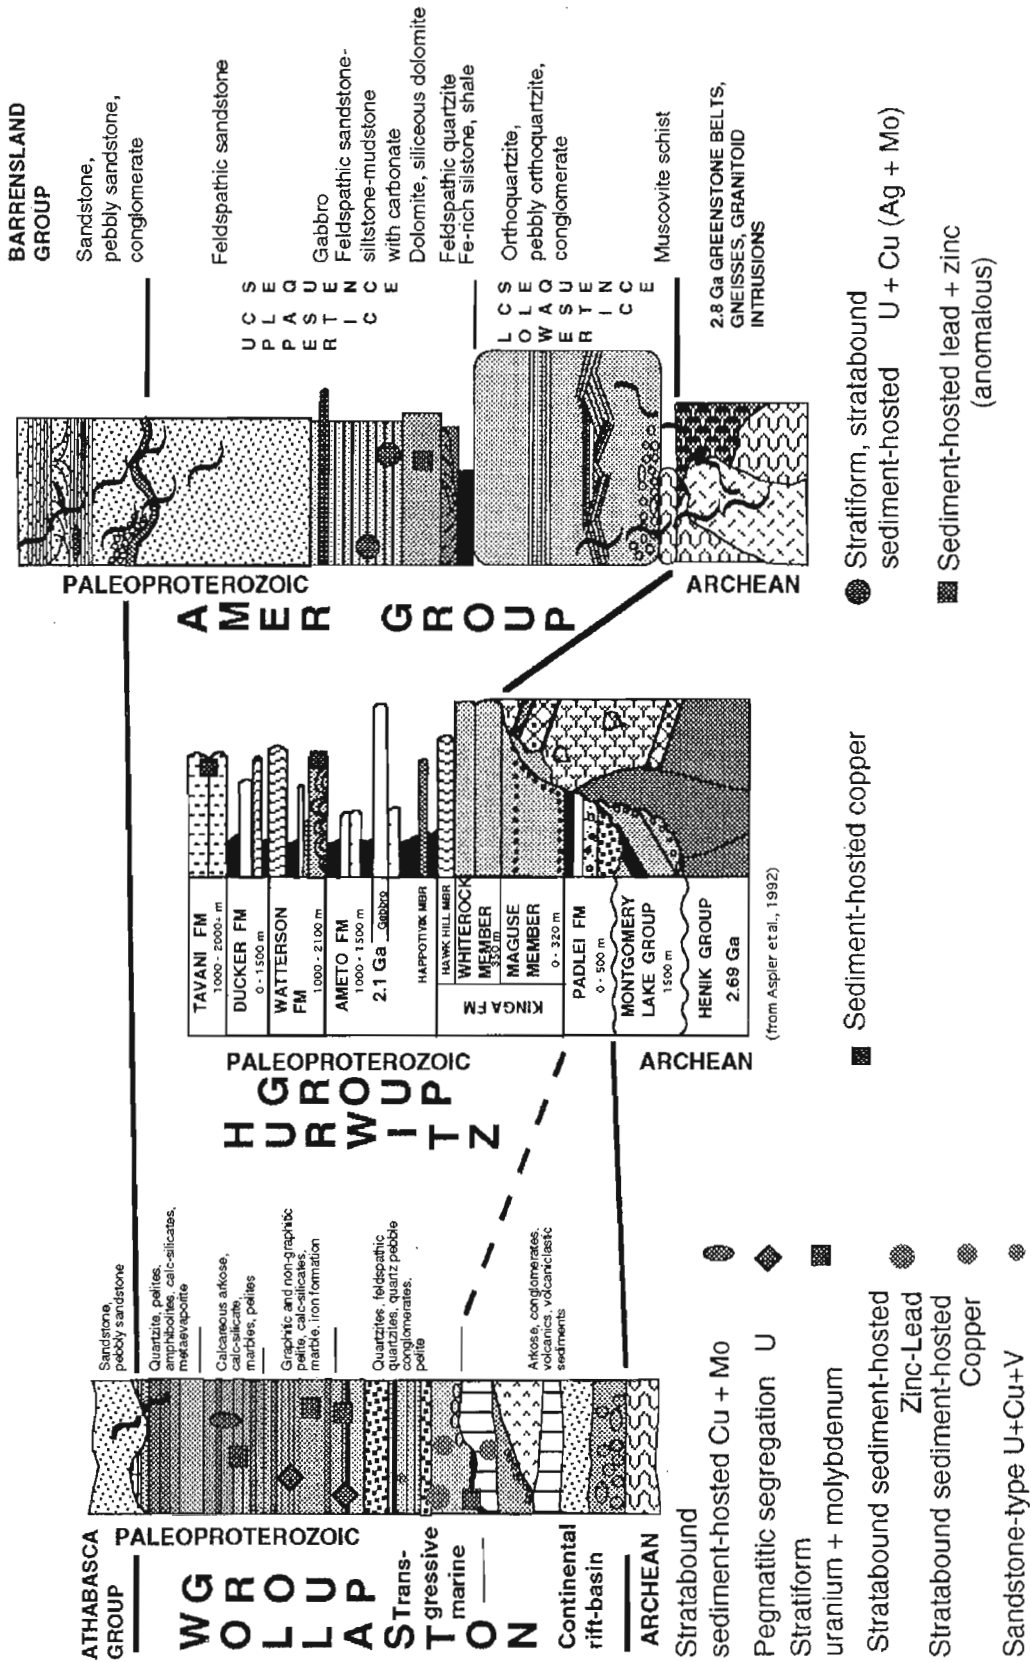 ATHABASCA
GROUP
PALEOPROTEROZOIC
WOLLASTON
GROUP
Trans-
gressive
marine
Continental
rift-basin
ARCHEAN
Sandstone,
pebbly sandstone
Quartzite, pelites,
amphibolites, calc-silicates,
metaevaporite
Calcareous arkose,
calc-silicate,
marbles, pelites
Graphitic and non-graphitic
pelite, calc-silicates,
marble, iron formation
Quartzites, feldspathic
quartzites, quartz pebble
conglomerates,
pelite
Arkose, conglomerates,
volcanics, volcaniclastic
sediments
Stratabound
sediment-hosted Cu + Mo
Pegmatitic segregation U
Stratiform
uranium + molybdenum
Stratabound sediment-hosted
Zinc-Lead
Stratabound sediment-hosted
Copper
Sandstone-type U+Cu+V
PALEOPROTEROZOIC
GROUP
HURWITZ
ARCHEAN
TAVANI FM
1000 - 2000+ m
DUCKER FM
0 - 1500 m
WATTERSON
FM
1000 - 2100 m
AMETO FM
1000 - 1500 m
2.1 Ga
Gabbro
HAPPOTIYIK MBR
HAWK HILL MBR
WHITEROCK
MEMBER
350 m
MAGUSE
MEMBER
0 - 320 m
KINGA FM
PADLEI FM
0 - 500 m
MONTGOMERY
LAKE GROUP
1500 m
HENIK GROUP
2.69 Ga
(from Aspler et al., 1992)
Sediment-hosted copper
BARRENSLAND
GROUP
PALEOPROTEROZOIC
AMER GROUP
ARCHEAN
Sandstone,
pebbly sandstone,
conglomerate
Feldspathic sandstone
UPPER
CLASTIC
SEQUENCE
Gabbro
Feldspathic sandstone-
siltstone-mudstone
with carbonate
Dolomite, siliceous dolomite
Feldspathic quartzite
Fe-rich silstone, shale
LOWER
CLASTIC
SEQUENCE
Orthoquartzite,
pebbly orthoquartzite,
conglomerate
Muscovite schist
2.8 Ga GREENSTONE BELTS,
GNEISSES, GRANITOID
INTRUSIONS
Stratiform, stratabound
sediment-hosted U + Cu (Ag + Mo)
Sediment-hosted lead + zinc
(anomalous)